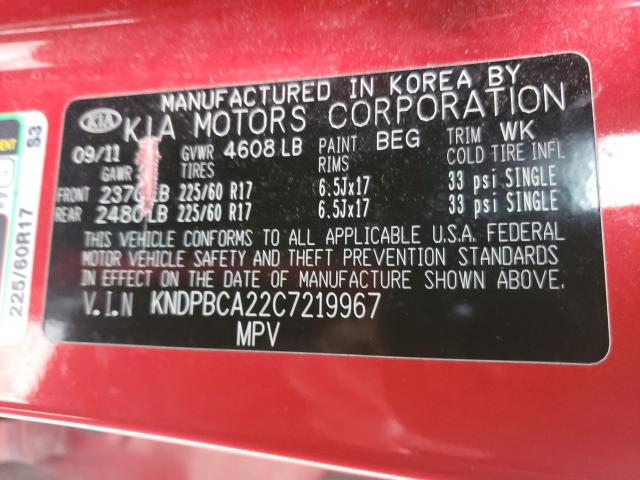 MANUFACTURED IN KOREA BY
KIA KIA MOTORS CORPORATION
09/11 GVWR 4608 LB PAINT BEG TRIM WK
GAWR TIRES RIMS COLD TIRE INFL
FRONT LB 225/60 R17 6.5Jx17 33 psi SINGLE
REAR 2480 LB 225/60 R17 6.5Jx17 33 psi SINGLE
THIS VEHICLE CONFORMS TO ALL APPLICABLE U.S.A. FEDERAL
MOTOR VEHICLE SAFETY AND THEFT PREVENTION STANDARDS
IN EFFECT ON THE DATE OF MANUFACTURE SHOWN ABOVE.
V.I.N KNDPBCA22C7219967
MPV
S3
225/60R17